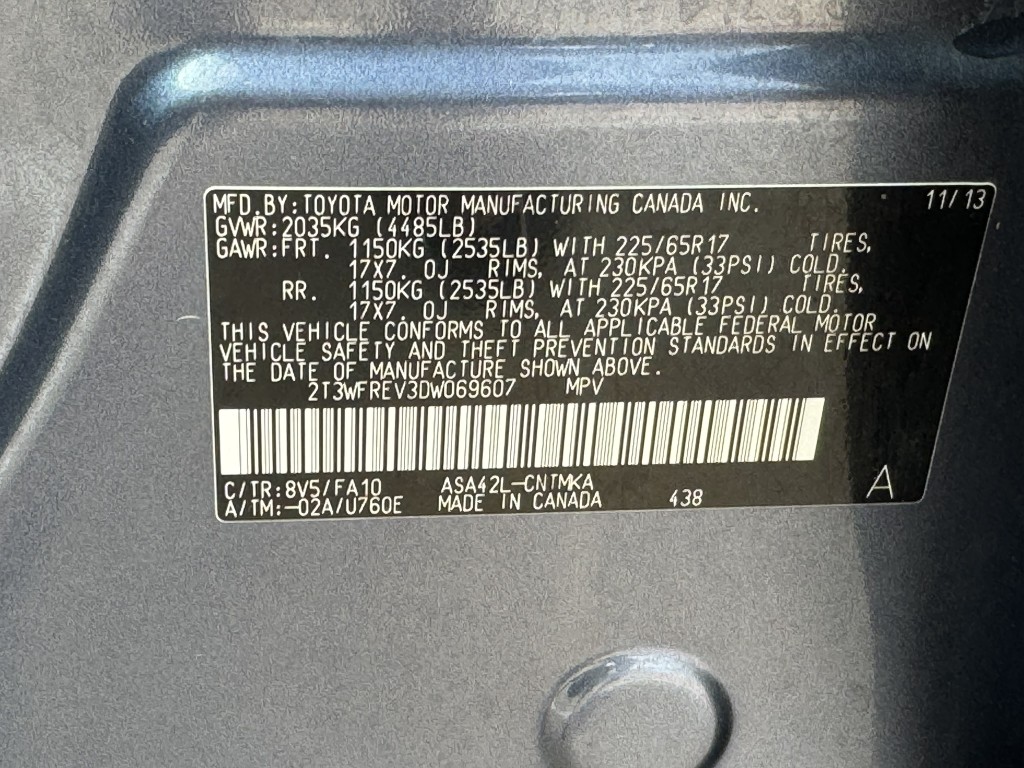 MFD. BY: TOYOTA MOTOR MANUFACTURING CANADA INC. 11/13
GVWR: 2035KG (4485LB)
GAWR: FRT. 1150KG (2535LB) WITH 225/65R17 TIRES,
17X7. 0J RIMS, AT 230KPA (33PSI) COLD.
RR. 1150KG (2535LB) WITH 225/65R17 TIRES,
17X7. 0J RIMS, AT 230KPA (33PSI) COLD.
THIS VEHICLE CONFORMS TO ALL APPLICABLE FEDERAL MOTOR
VEHICLE SAFETY AND THEFT PREVENTION STANDARDS IN EFFECT ON
THE DATE OF MANUFACTURE SHOWN ABOVE.
2T3WFREV3DW069607 MPV
C/TR: 8V5/FA10 ASA42L-CNTMKA
A/TM: -02A/U760E MADE IN CANADA 438 A